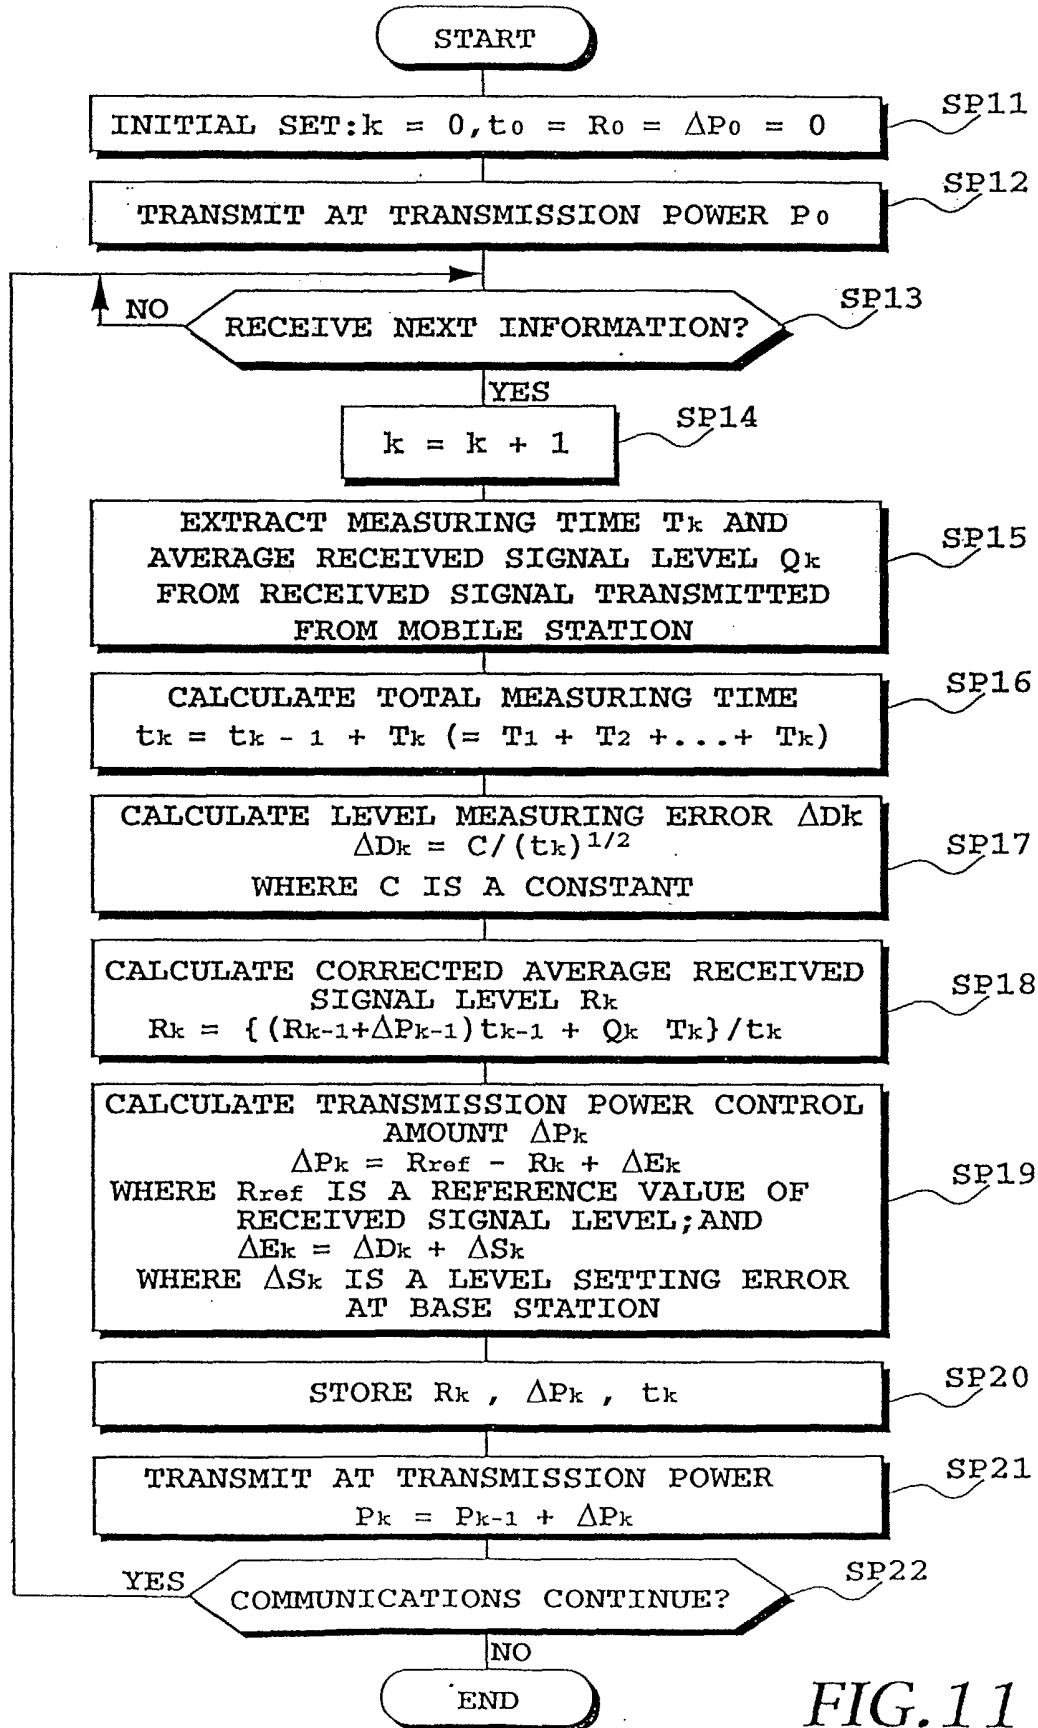 START
SP11
INITIAL SET:k = 0,t0 = R0 = ΔP0 = 0
SP12
TRANSMIT AT TRANSMISSION POWER P0
SP13
NO
RECEIVE NEXT INFORMATION?
YES
SP14
k = k + 1
EXTRACT MEASURING TIME Tk AND
SP15
AVERAGE RECEIVED SIGNAL LEVEL Qk
FROM RECEIVED SIGNAL TRANSMITTED
FROM MOBILE STATION
SP16
CALCULATE TOTAL MEASURING TIME
tk = tk - 1 + Tk (= T1 + T2 +...+ Tk)
CALCULATE LEVEL MEASURING ERROR ΔDk
SP17
ΔDk = C/(tk)1/2
WHERE C IS A CONSTANT
CALCULATE CORRECTED AVERAGE RECEIVED
SP18
SIGNAL LEVEL Rk
Rk = {(Rk-1+ΔPk-1)tk-1 + Qk Tk}/tk
CALCULATE TRANSMISSION POWER CONTROL
AMOUNT ΔPk
ΔPk = Rref - Rk + ΔEk
SP19
WHERE Rref IS A REFERENCE VALUE OF
RECEIVED SIGNAL LEVEL;AND
ΔEk = ΔDk + ΔSk
WHERE ΔSk IS A LEVEL SETTING ERROR
AT BASE STATION
SP20
STORE Rk , ΔPk , tk
SP21
TRANSMIT AT TRANSMISSION POWER
Pk = Pk-1 + ΔPk
SP22
YES
COMMUNICATIONS CONTINUE?
NO
END
FIG.11